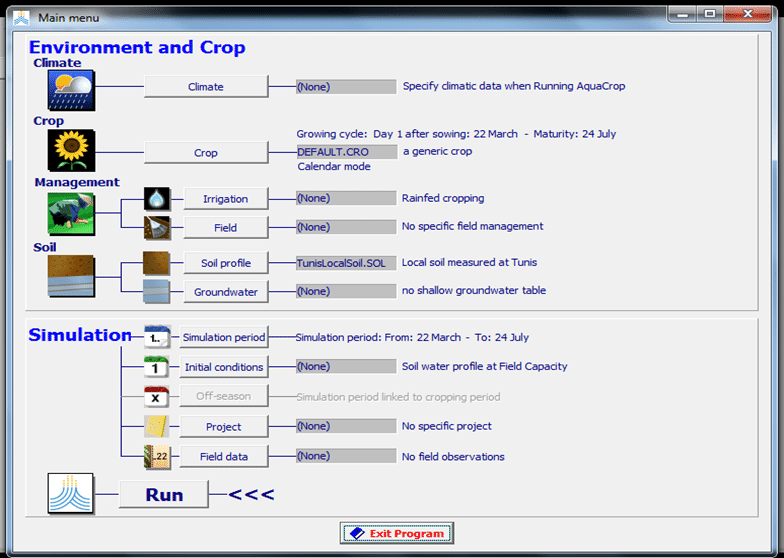 Main menu
Environment and Crop
Climate
Climate (None) Specify climatic data when Running AquaCrop
Crop
Growing cycle: Day 1 after sowing: 22 March - Maturity: 24 July
Crop DEFAULT.CRO a generic crop
Calendar mode
Management
Irrigation (None) Rainfed cropping
Field (None) No specific field management
Soil
Soil profile TunisLocalSoil.SOL Local soil measured at Tunis
Groundwater (None) no shallow groundwater table
Simulation 1.. Simulation period Simulation period: From: 22 March - To: 24 July
1 Initial conditions (None) Soil water profile at Field Capacity
x Off-season Simulation period linked to cropping period
Project (None) No specific project
..22 Field data (None) No field observations
Run <<<
Exit Program